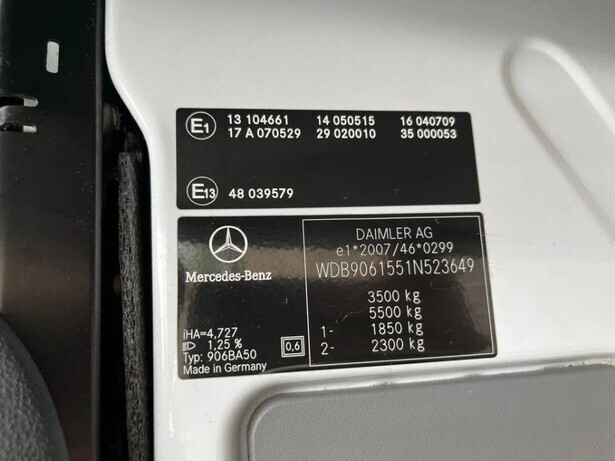 E1 13 104661 14 050515 16 040709
17 A 070529 29 020010 35 000053
E13 48 039579
DAIMLER AG
e1*2007/46*0299
WDB9061551N523649
Mercedes-Benz
3500 kg
5500 kg
1- 1850 kg
2- 2300 kg
iHA=4,727
1,25 %
Typ: 906BA50
Made in Germany
0,6